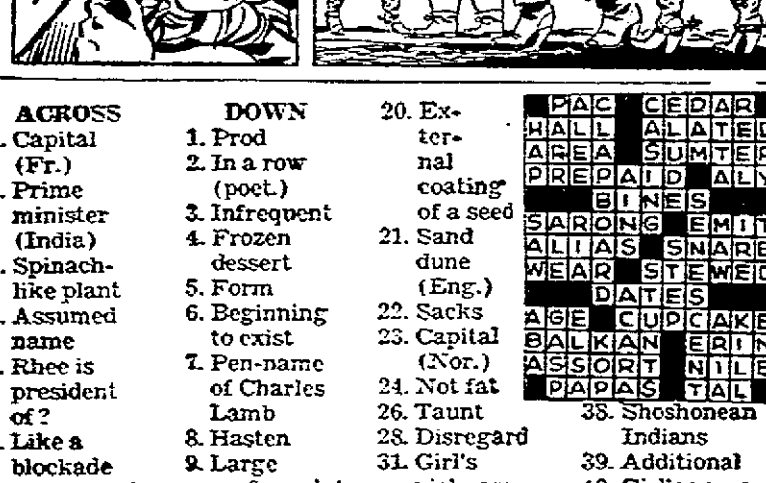 ACROSS
. Capital
(Fr.)
. Prime
minister
(India)
. Spinach-
like plant
. Assumed
name
. Rhee is
president
of?
. Like a
blockade
DOWN
1. Prod
2. In a row
(poet.)
3. Infrequent
4. Frozen
dessert
5. Form
6. Beginning
to exist
7. Pen-name
of Charles
Lamb
8. Hasten
9. Large
20. Ex-
ter-
nal
coating
of a seed
21. Sand
dune
(Eng.)
22. Sacks
23. Capital
(Nor.)
24. Not fat
26. Taunt
28. Disregard
31. Girl's
PAC CEDAR
HALL ALATED
AREA SUMTER
PREPAID ALY
BINES
SARONG EMIT
ALIAS SNARE
WEAR STEWED
DATES
AGE CUPCAKE
BALKAN ERIN
ASSORT NILE
PAPAS TAL
38. Shoshonean
Indians
39. Additional